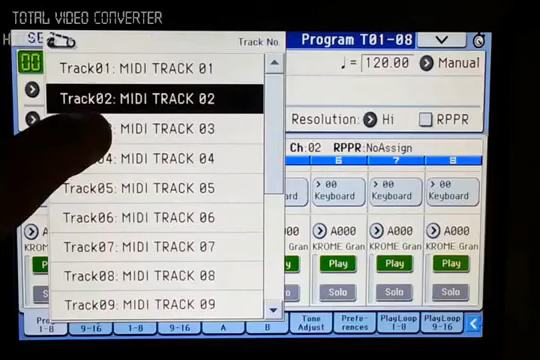 TOTAL VIDEO CONVERTER
SE
Track No.
Program T01-08
00
Track01: MIDI TRACK 01
♩= 120.00 Manual
Track02: MIDI TRACK 02
03
Resolution: Hi RPPR
04: MIDI TRACK 04
Ch:02 RPPR:NoAssign
6 7 8
Track05: MIDI TRACK 05
> 00 > 00 > 00
Keyboard Keyboard Keyboard
Track06: MIDI TRACK 06
A000 A000 A000
Track07: MIDI TRACK 07
KROME Gran KROME Gran KROME Gran
Track08: MIDI TRACK 08
Play Play Play
Track09: MIDI TRACK 09
Solo Solo Solo
1-8 9-16 1-8 9-16 A B Tone Adjust Prefe-rences PlayLoop 1-8 PlayLoop 9-16